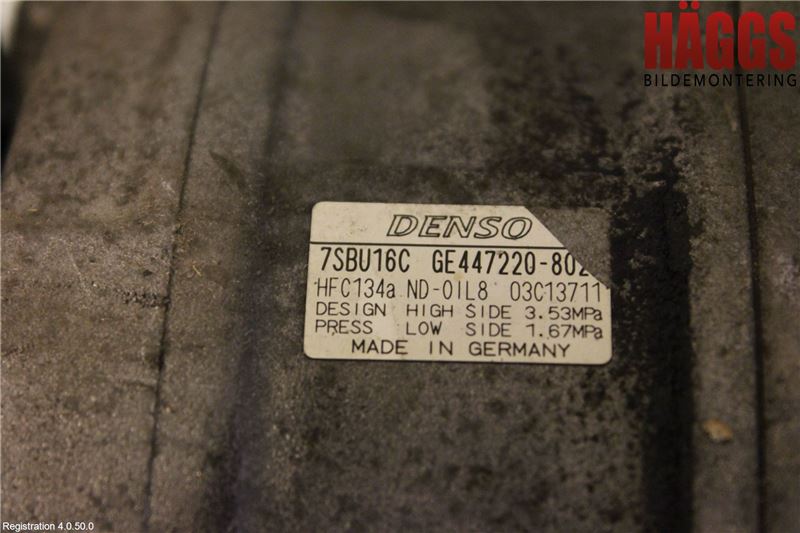 HÄGGS
BILDEMONTERING
DENSO
7SBU16C GE447220-802
HFC134a ND-OIL8 03C13711
DESIGN HIGH SIDE 3.53MPa
PRESS LOW SIDE 1.67MPa
MADE IN GERMANY
Registration 4.0.50.0